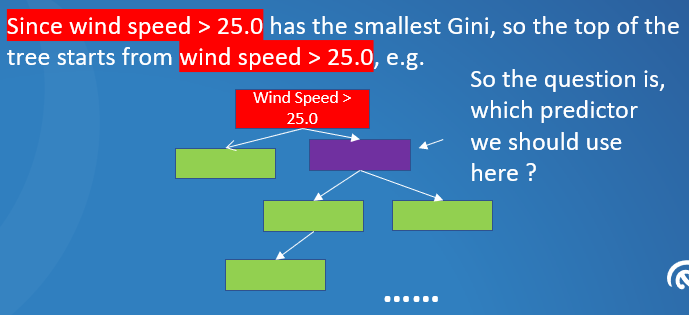 Since wind speed > 25.0 has the smallest Gini, so the top of the
tree starts from wind speed > 25.0, e.g.
So the question is,
which predictor
we should use
here ?
Wind Speed >
25.0
......